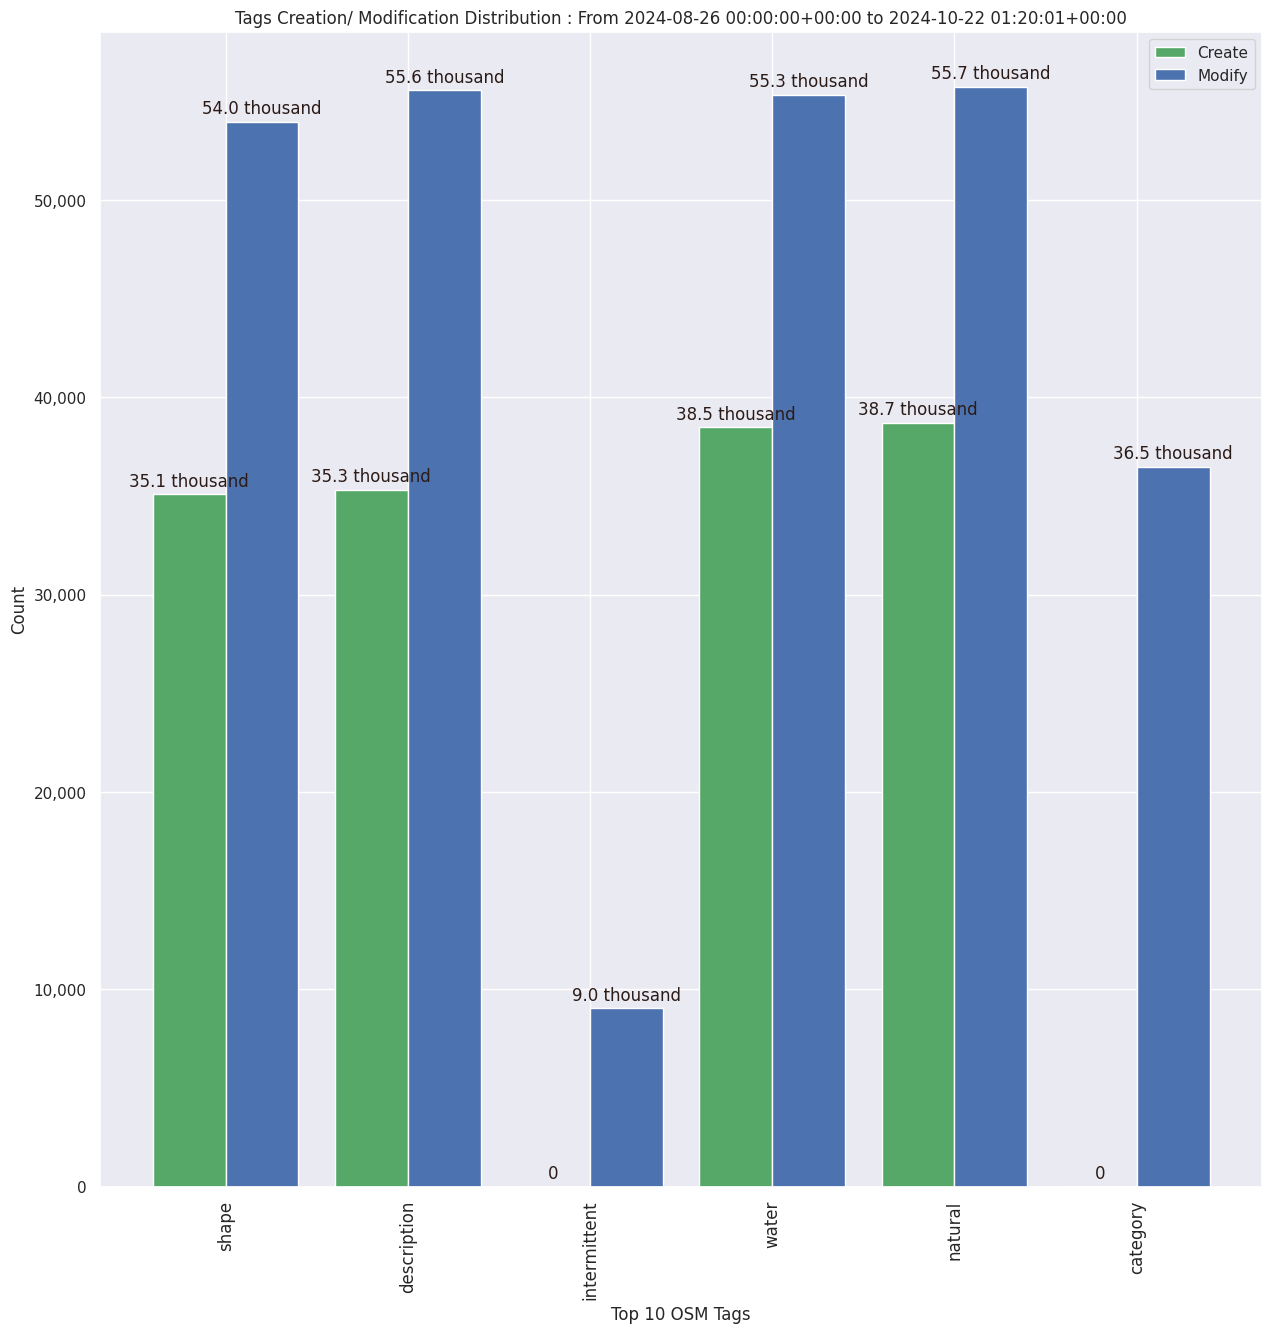 Tags Creation/ Modification Distribution : From 2024-08-26 00:00:00+00:00 to 2024-10-22 01:20:01+00:00
Create
Modify
55.6 thousand
55.7 thousand
55.3 thousand
54.0 thousand
50,000
40,000
38.5 thousand
38.7 thousand
36.5 thousand
35.1 thousand
35.3 thousand
30,000
Count
20,000
10,000
9.0 thousand
0
0
0
shape
description
intermittent
water
natural
category
Top 10 OSM Tags